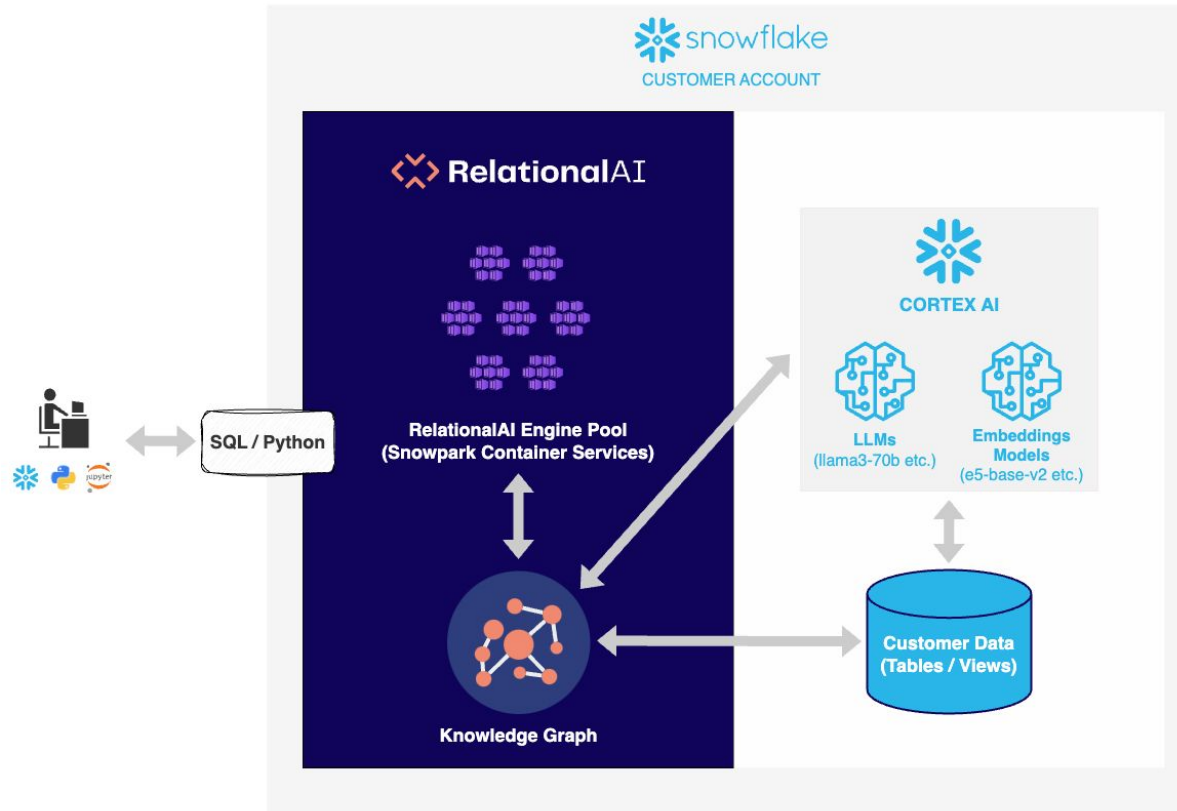 snowflake
CUSTOMER ACCOUNT
RelationalAI
CORTEX AI
LLMs
(llama3-70b etc.)
Embeddings
Models
(e5-base-v2 etc.)
RelationalAI Engine Pool
(Snowpark Container Services)
SQL / Python
jupyter
Customer Data
(Tables / Views)
Knowledge Graph